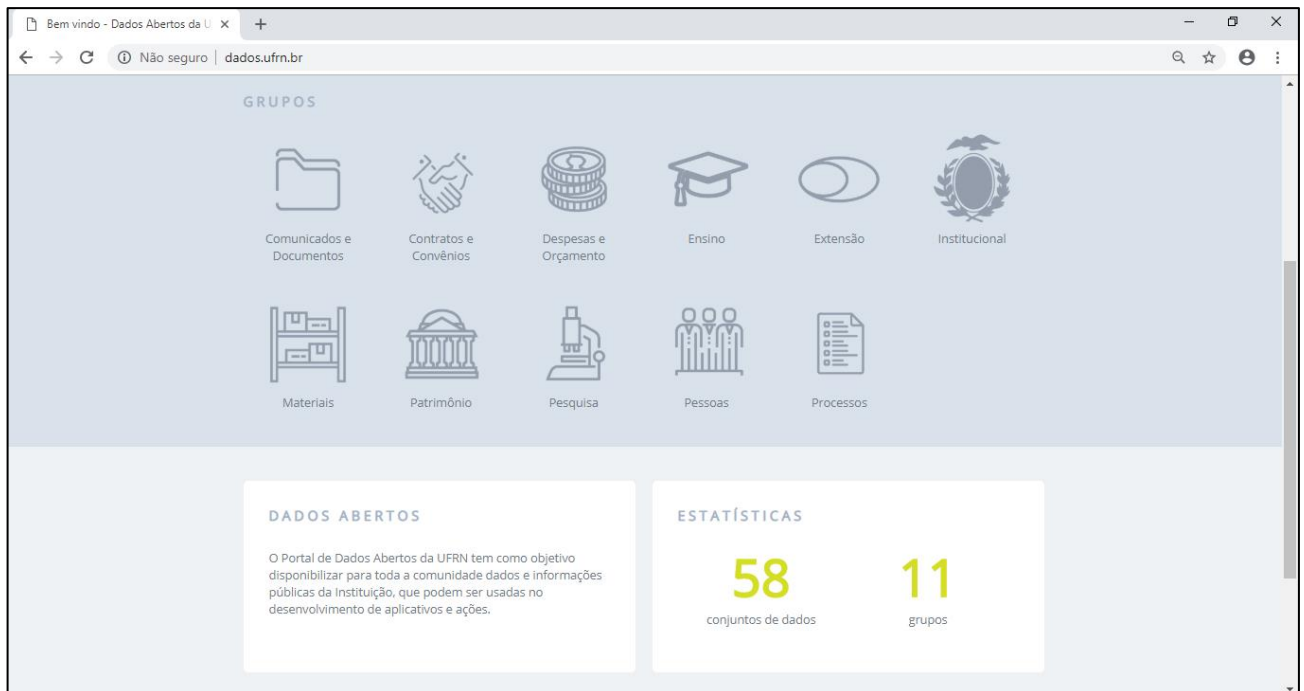 Bem vindo - Dados Abertos da U
Não seguro | dados.ufrn.br
GRUPOS
Comunicados e
Documentos
Contratos e
Convênios
Despesas e
Orçamento
Ensino
Extensão
Institucional
Materiais
Patrimônio
Pesquisa
Pessoas
Processos
DADOS ABERTOS
O Portal de Dados Abertos da UFRN tem como objetivo
disponibilizar para toda a comunidade dados e informações
públicas da Instituição, que podem ser usadas no
desenvolvimento de aplicativos e ações.
ESTATÍSTICAS
58
conjuntos de dados
11
grupos